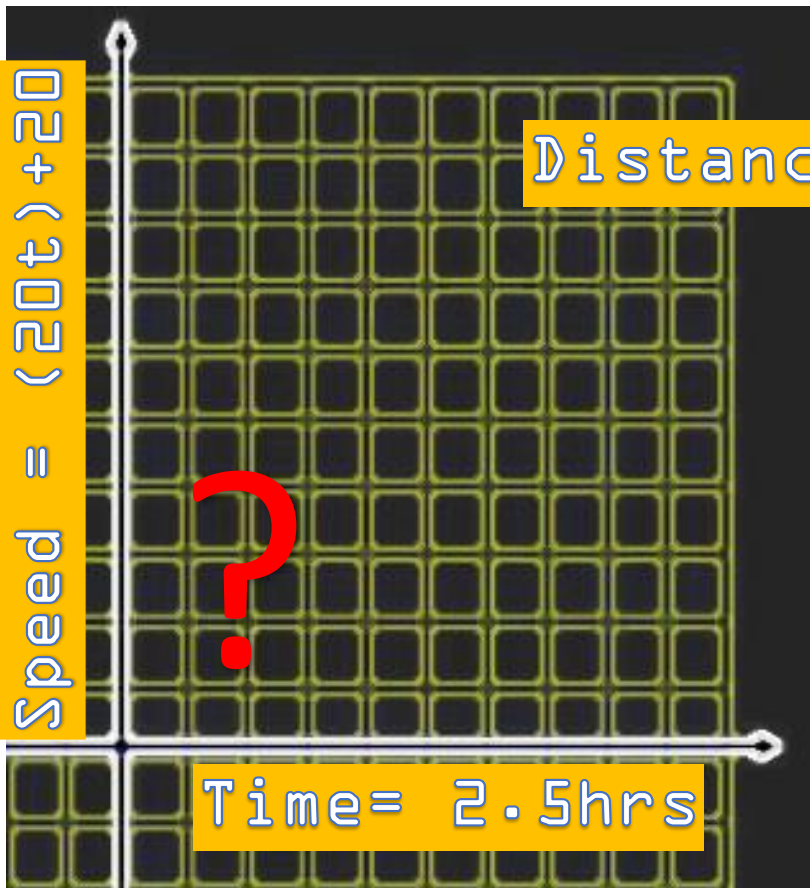 Speed = (20t)+20
Distanc
?
Time= 2.5hrs